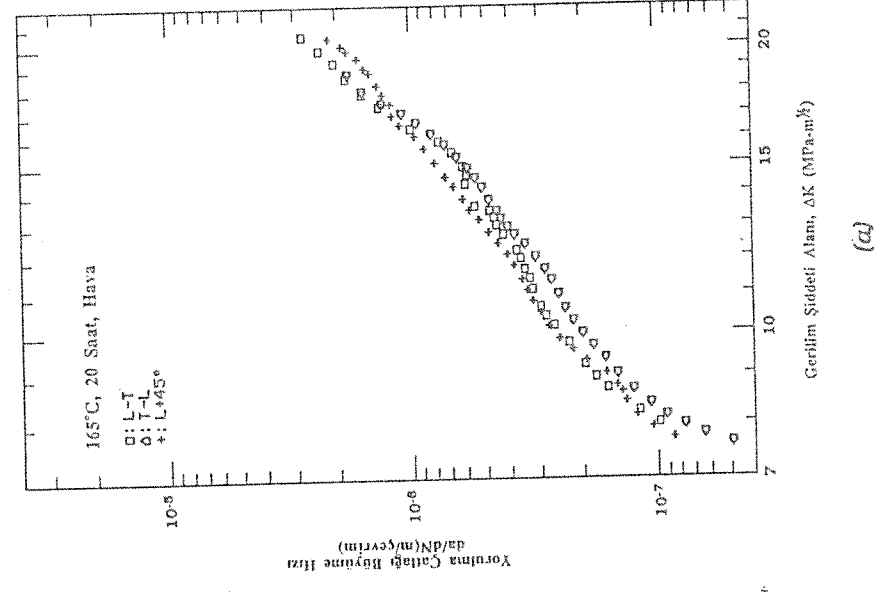 165°C, 20 Saat, Hava
□: L-T
◊: T-L
+: L+45°
10-5
10-6
10-7
Yorulma Çatlağı Büyüme Hızı
da/dN(m/çevrim)
7
10
15
20
Gerilim Şiddeti Alanı, ΔK (MPa-m½)
(a)